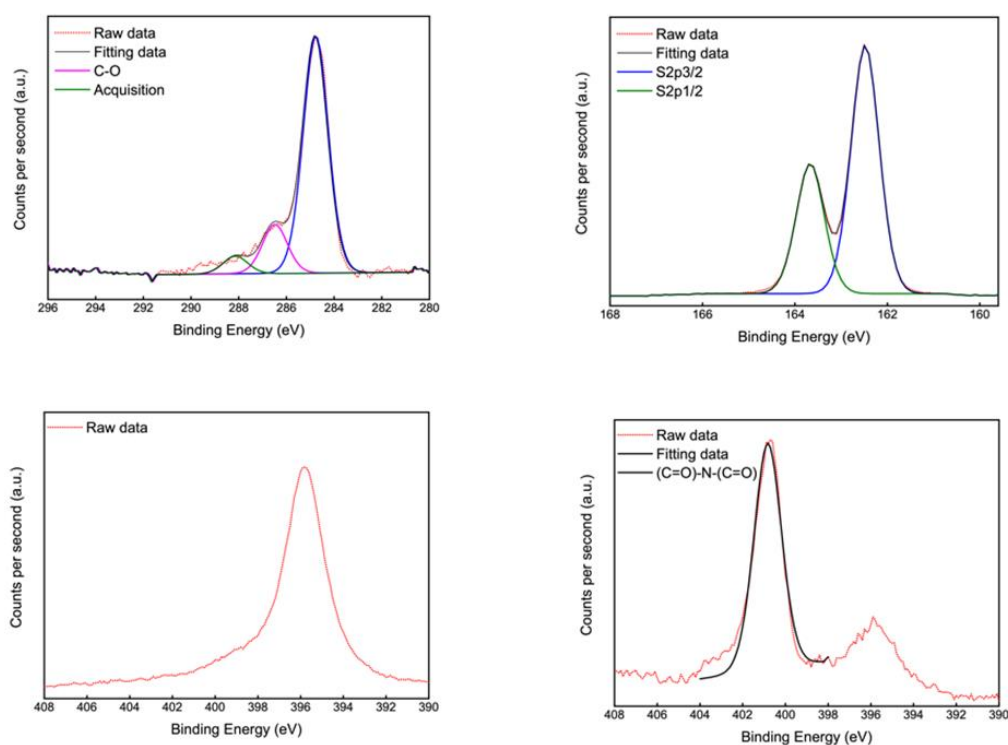 Raw data
Fitting data
C-O
Acquisition
Counts per second (a.u.)
296 294 292 290 288 286 284 282 280
Binding Energy (eV)
Raw data
Fitting data
S2p3/2
S2p1/2
Counts per second (a.u.)
168 166 164 162 160
Binding Energy (eV)
Raw data
Counts per second (a.u.)
408 406 404 402 400 398 396 394 392 390
Binding Energy (eV)
Raw data
Fitting data
(C=O)-N-(C=O)
Counts per second (a.u.)
408 406 404 402 400 398 396 394 392 390
Binding Energy (eV)